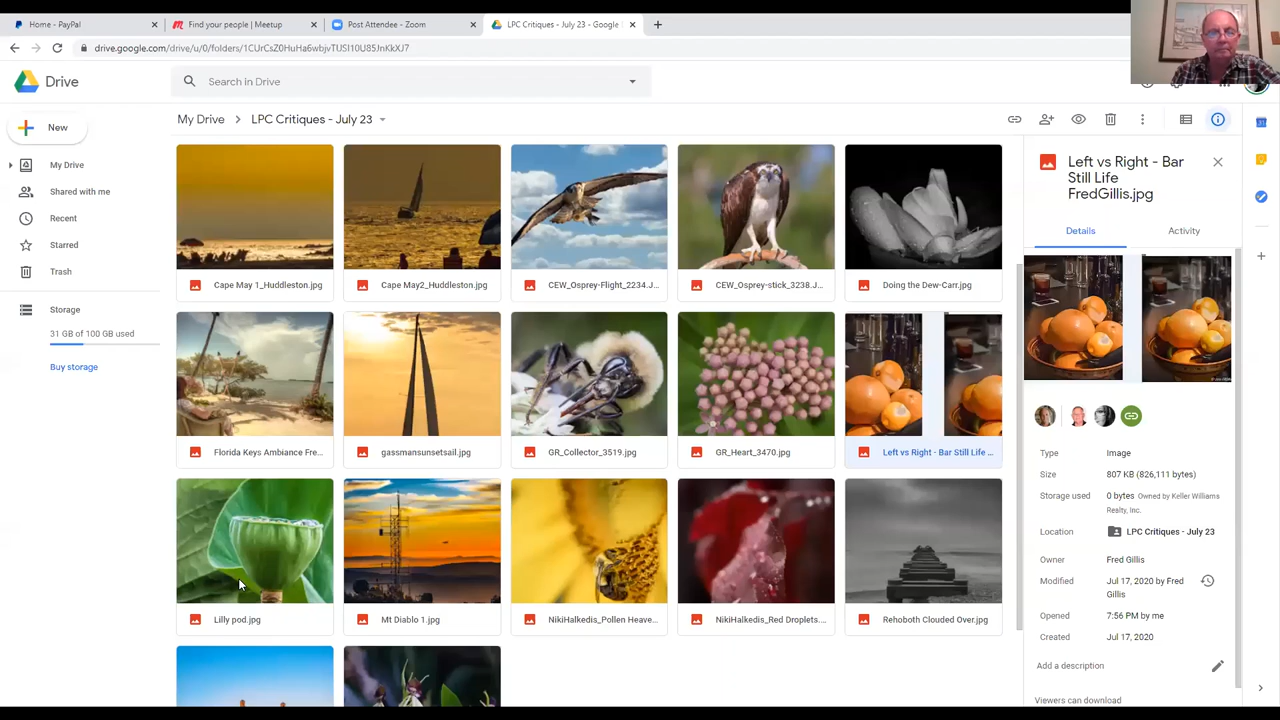 Home - PayPal
Find your people | Meetup
Post Attendee - Zoom
LPC Critiques - July 23 - Google
drive.google.com/drive/u/0/folders/1CUrCsZ0HuHa6wbjvTUSI10U85JnKkXJ7
Drive
Search in Drive
New
My Drive
LPC Critiques - July 23
My Drive
Shared with me
Recent
Starred
Trash
Storage
31 GB of 100 GB used
Buy storage
Cape May 1_Huddleston.jpg
Cape May2_Huddleston.jpg
CEW_Osprey-Flight_2234.J...
CEW_Osprey-stick_3238.J...
Doing the Dew-Carr.jpg
Florida Keys Ambiance Fre...
gassmansunsetsail.jpg
GR_Collector_3519.jpg
GR_Heart_3470.jpg
Left vs Right - Bar Still Life ...
Lilly pod.jpg
Mt Diablo 1.jpg
NikiHalkedis_Pollen Heave...
NikiHalkedis_Red Droplets....
Rehoboth Clouded Over.jpg
Left vs Right - Bar
Still Life
FredGillis.jpg
Details
Activity
Type
Image
Size
807 KB (826,111 bytes)
Storage used
0 bytes Owned by Keller Williams
Realty, Inc.
Location
LPC Critiques - July 23
Owner
Fred Gillis
Modified
Jul 17, 2020 by Fred
Gillis
Opened
7:56 PM by me
Created
Jul 17, 2020
Add a description
Viewers can download